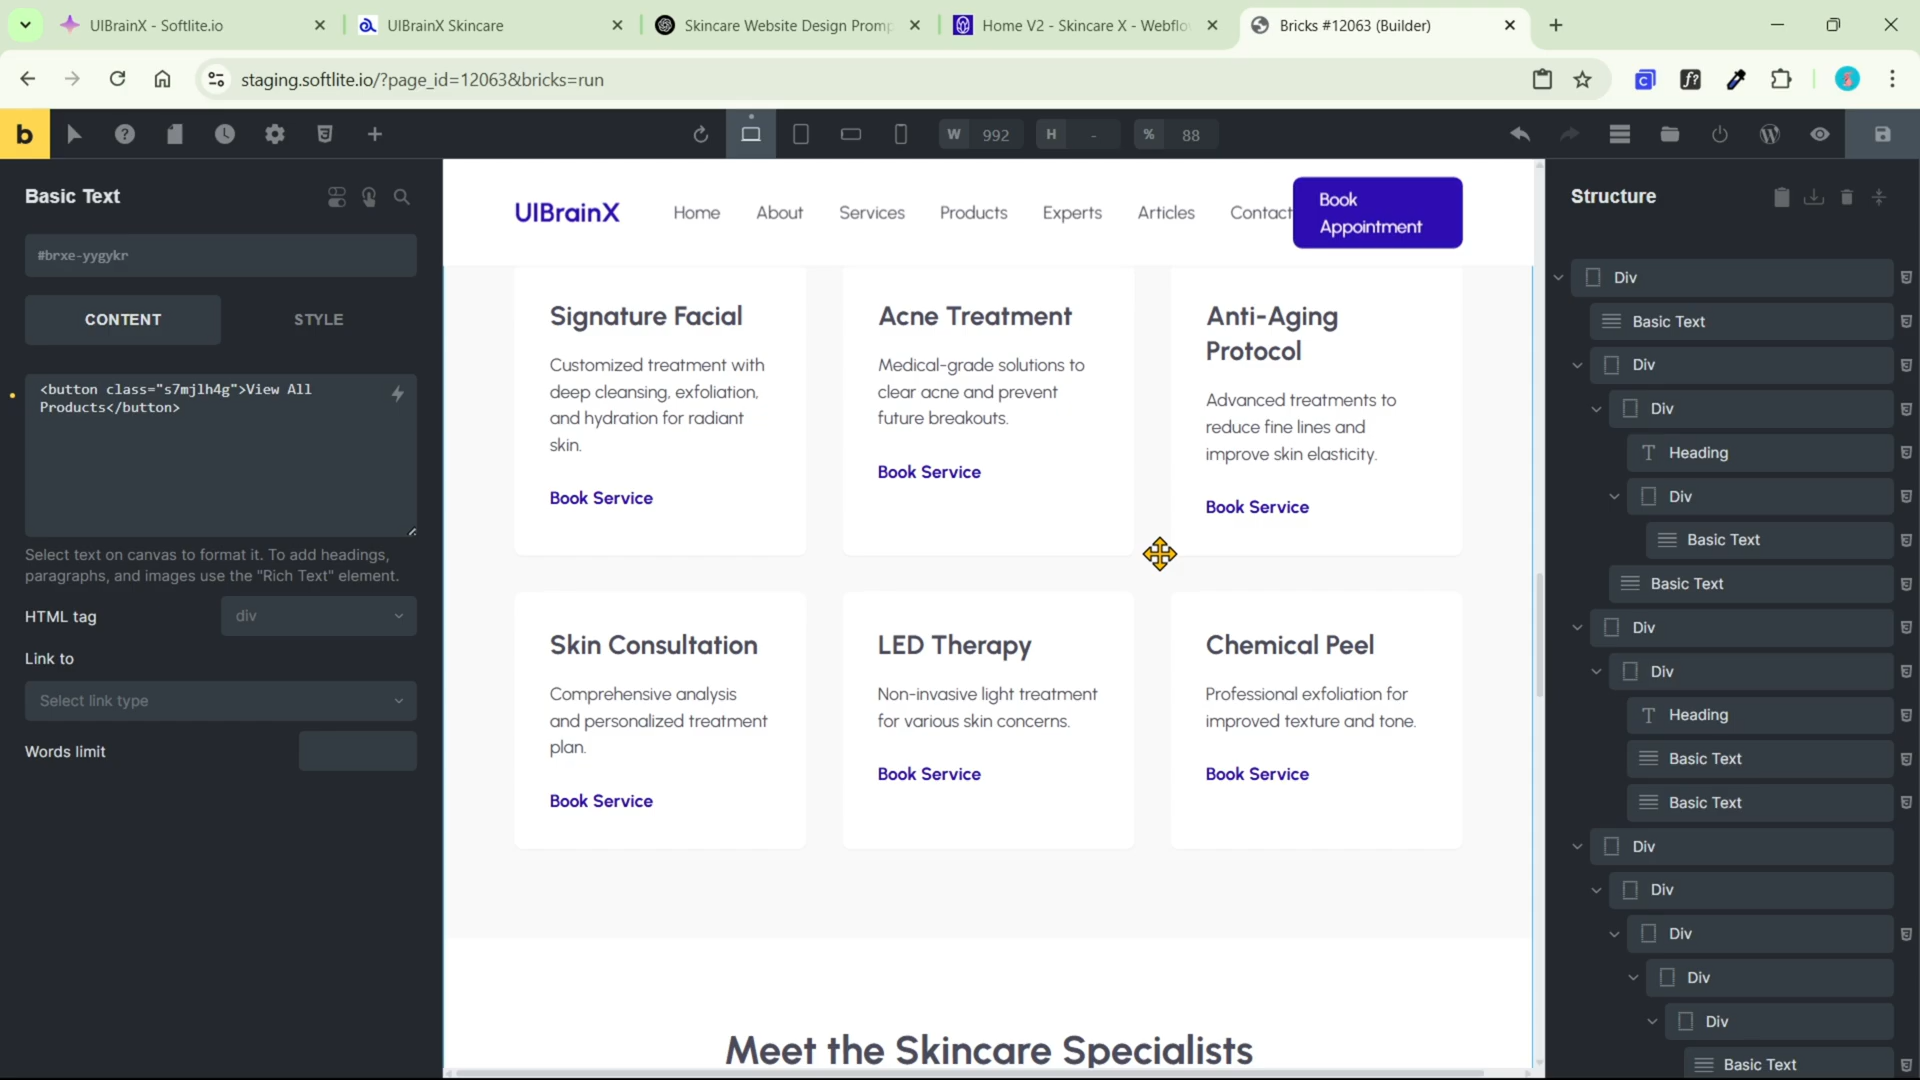 UIBrainX - Softlite.io
UIBrainX Skincare
Skincare Website Design Promp
Home V2 - Skincare X - Webflo
Bricks #12063 (Builder)
staging.softlite.io/?page_id=12063&bricks=run
b
W 992
H -
% 88
Basic Text
#brxe-yygykr
CONTENT
STYLE
<button class="s7mjlh4g">View All
Products</button>
Select text on canvas to format it. To add headings,
paragraphs, and images use the "Rich Text" element.
HTML tag
div
Link to
Select link type
Words limit
UIBrainX
Home
About
Services
Products
Experts
Articles
Contact
Book
Appointment
Signature Facial
Customized treatment with
deep cleansing, exfoliation,
and hydration for radiant
skin.
Book Service
Acne Treatment
Medical-grade solutions to
clear acne and prevent
future breakouts.
Book Service
Anti-Aging
Protocol
Advanced treatments to
reduce fine lines and
improve skin elasticity.
Book Service
Skin Consultation
Comprehensive analysis
and personalized treatment
plan.
Book Service
LED Therapy
Non-invasive light treatment
for various skin concerns.
Book Service
Chemical Peel
Professional exfoliation for
improved texture and tone.
Book Service
Meet the Skincare Specialists
Structure
Div
Basic Text
Div
Div
Heading
Div
Basic Text
Basic Text
Div
Div
Heading
Basic Text
Basic Text
Div
Div
Div
Div
Div
Basic Text